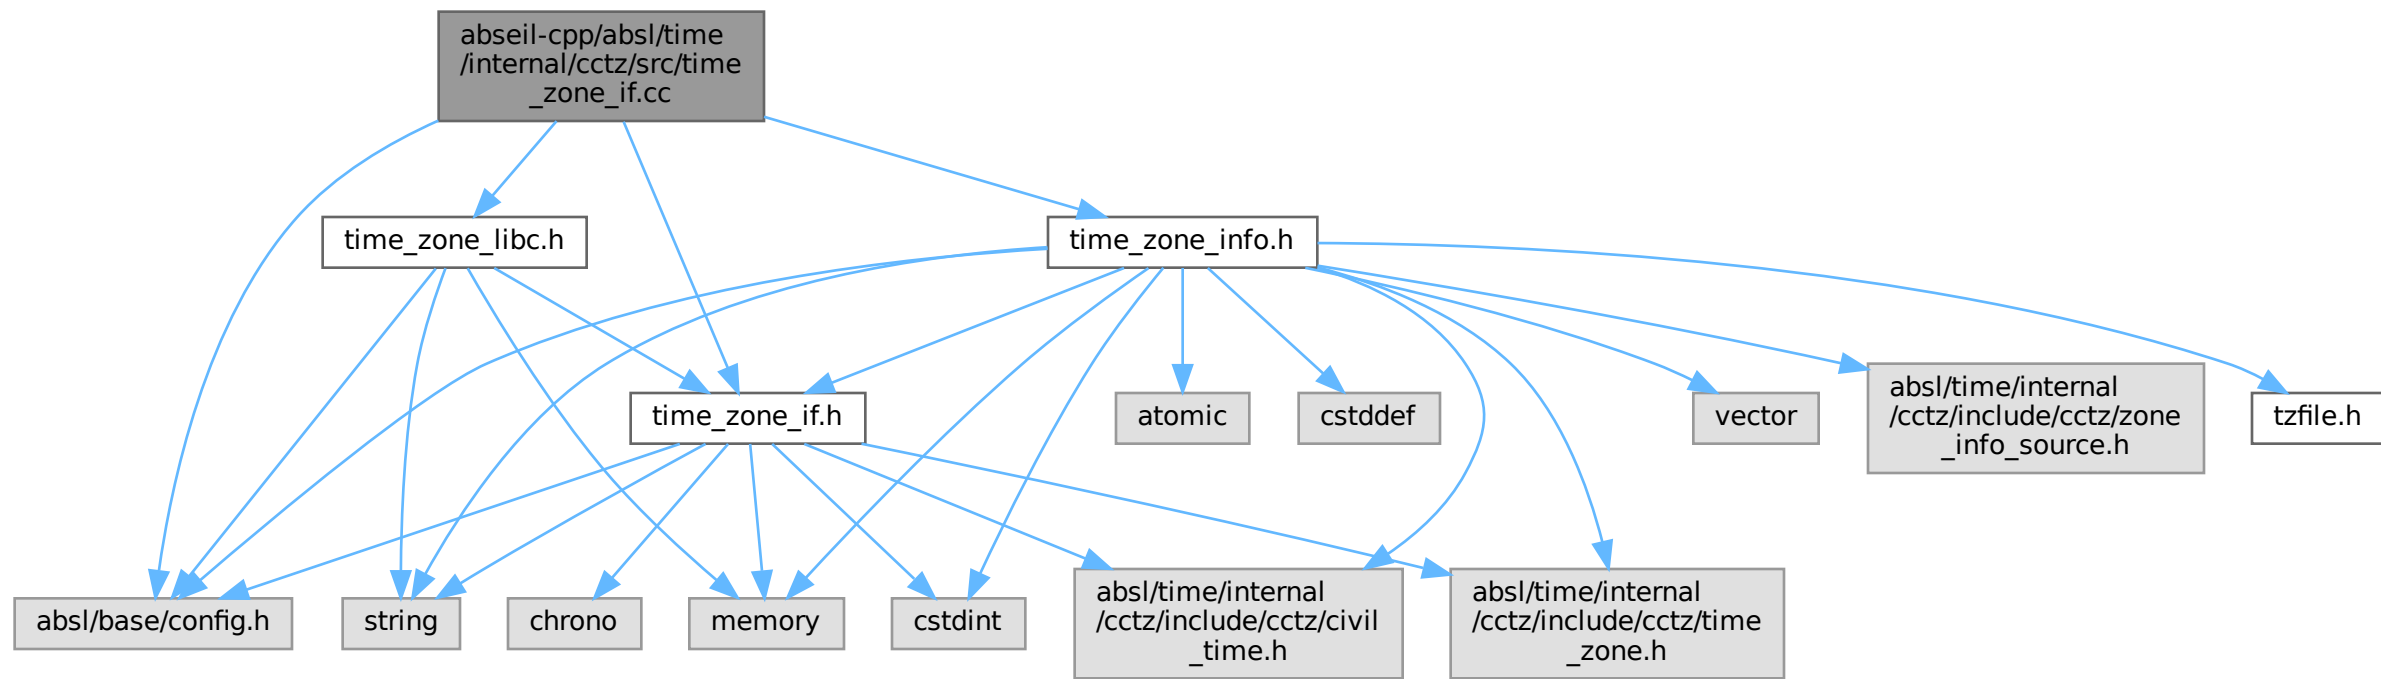 abseil-cpp/absl/time
/internal/cctz/src/time
_zone_if.cc
time_zone_libc.h
time_zone_info.h
time_zone_if.h
atomic
cstddef
vector
absl/time/internal
/cctz/include/cctz/zone
_info_source.h
tzfile.h
absl/base/config.h
string
chrono
memory
cstdint
absl/time/internal
/cctz/include/cctz/civil
_time.h
absl/time/internal
/cctz/include/cctz/time
_zone.h